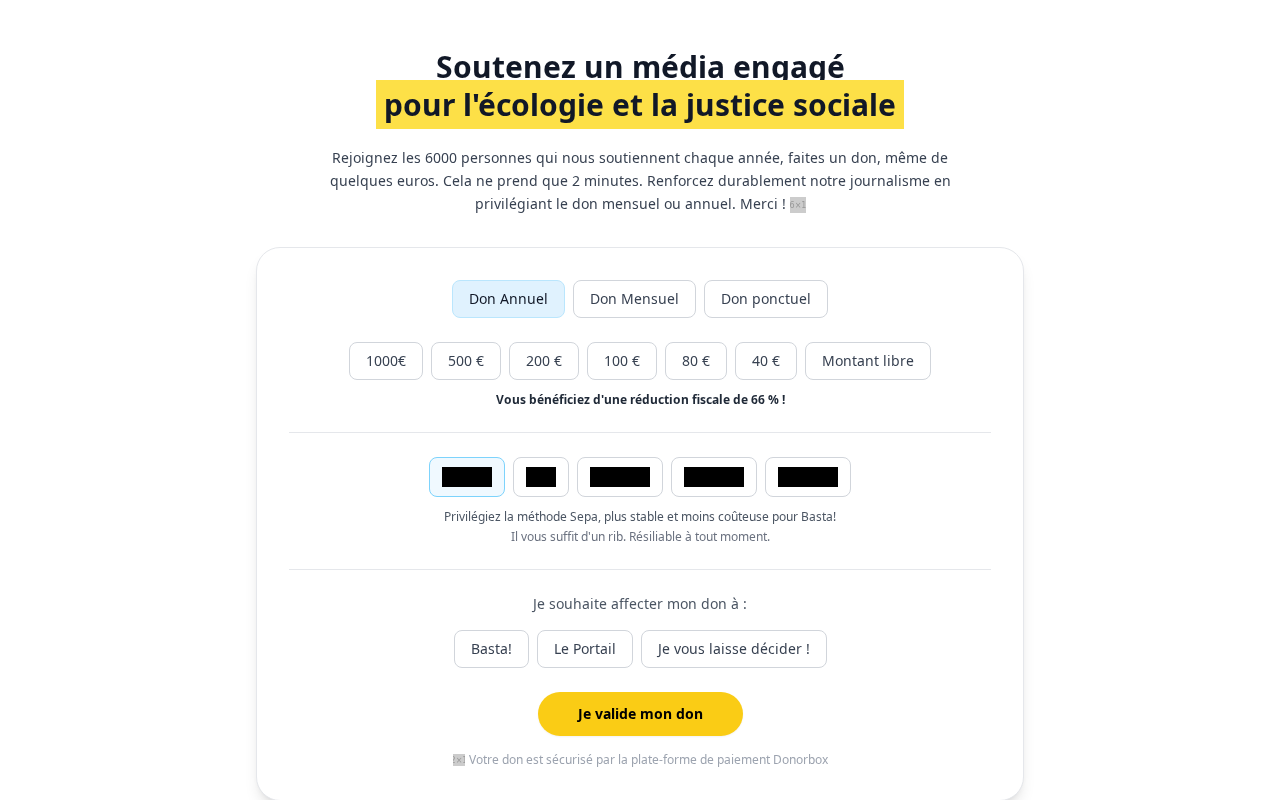 Soutenez un média engagé
pour l'écologie et la justice sociale
Rejoignez les 6000 personnes qui nous soutiennent chaque année, faites un don, même de
quelques euros. Cela ne prend que 2 minutes. Renforcez durablement notre journalisme en
privilégiant le don mensuel ou annuel. Merci !
Don Annuel Don Mensuel Don ponctuel
1000€ 500 € 200 € 100 € 80 € 40 € Montant libre
Vous bénéficiez d'une réduction fiscale de 66 % !
Privilégiez la méthode Sepa, plus stable et moins coûteuse pour Basta!
Il vous suffit d'un rib. Résiliable à tout moment.
Je souhaite affecter mon don à :
Basta! Le Portail Je vous laisse décider !
Je valide mon don
Votre don est sécurisé par la plate-forme de paiement Donorbox